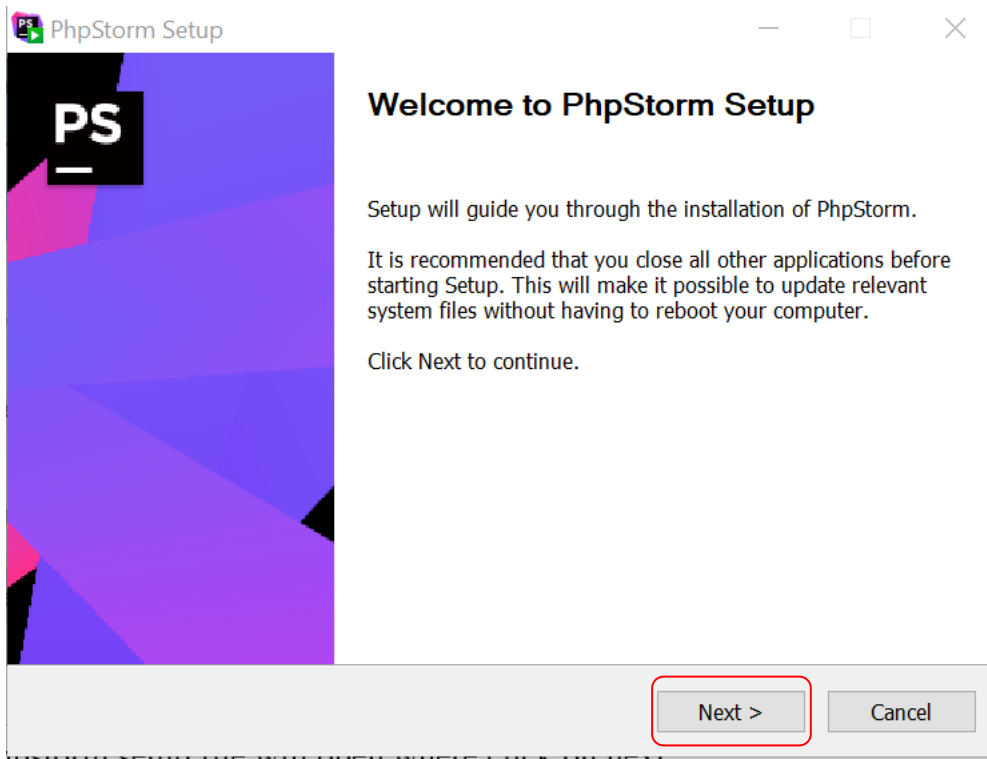 PhpStorm Setup
PS
Welcome to PhpStorm Setup
Setup will guide you through the installation of PhpStorm.
It is recommended that you close all other applications before
starting Setup. This will make it possible to update relevant
system files without having to reboot your computer.
Click Next to continue.
Next >
Cancel